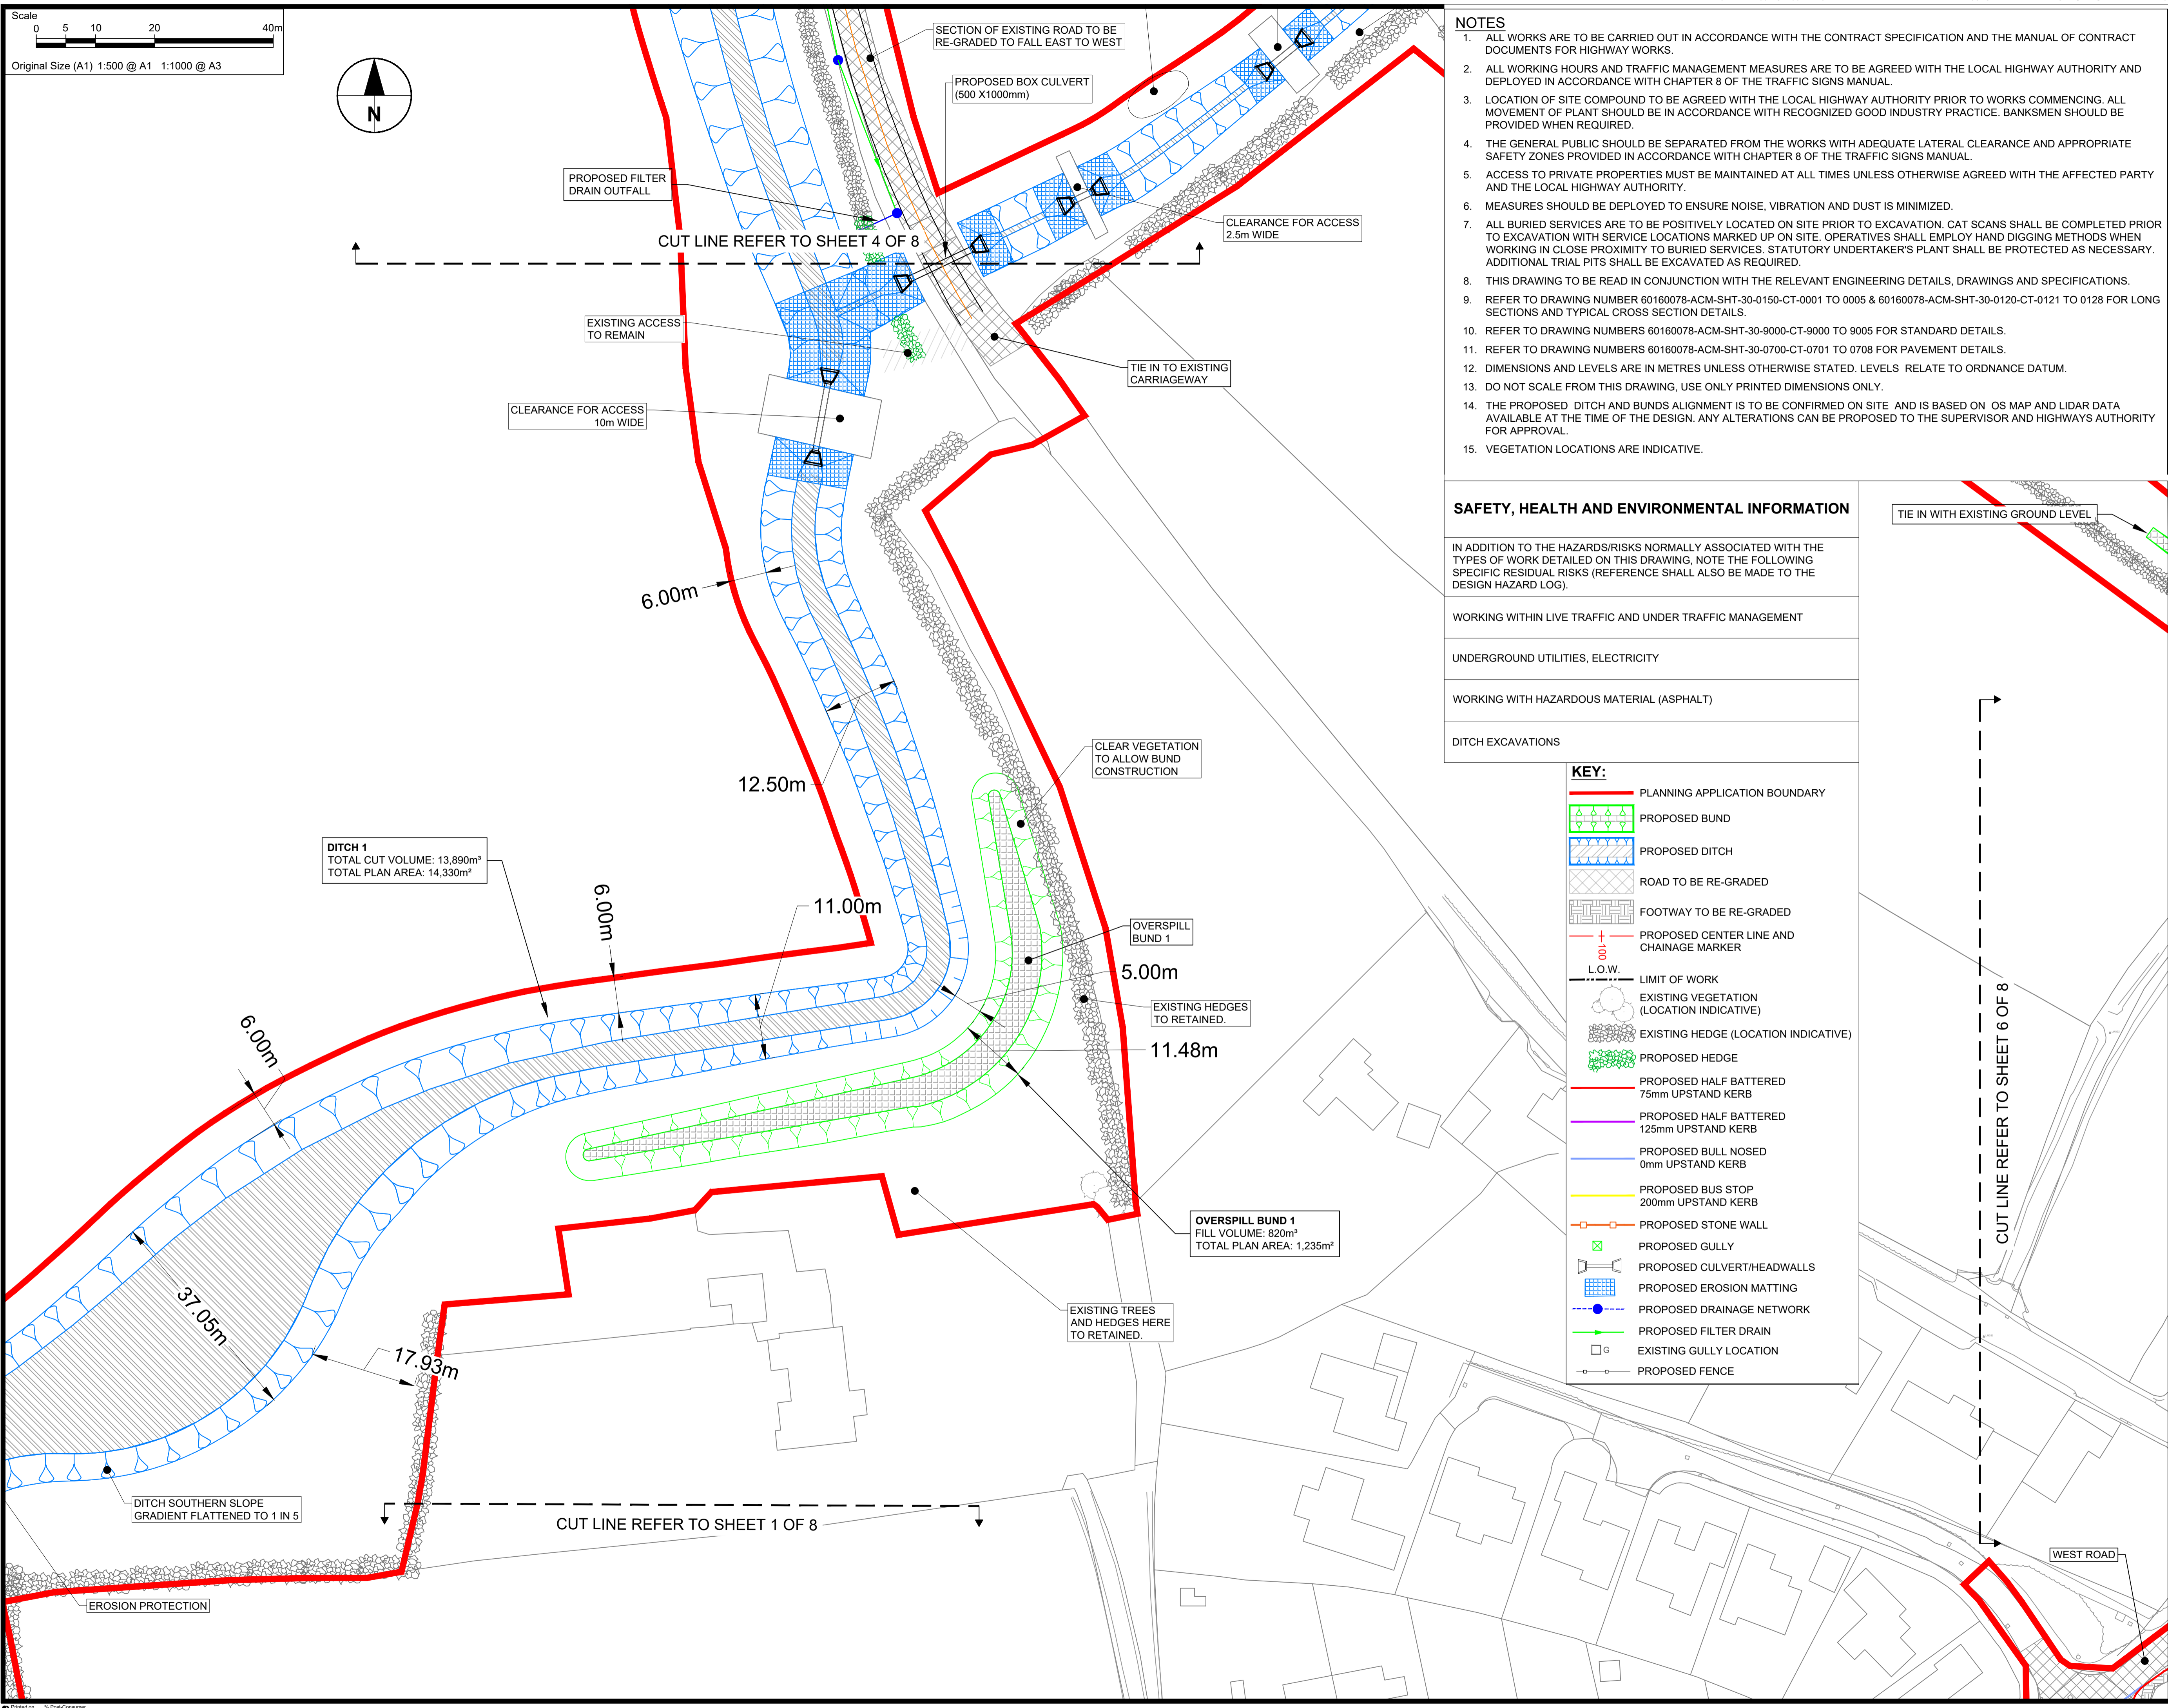 Scale
0 5 10 20 40m
Original Size (A1) 1:500 @ A1 1:1000 @ A3
N
SECTION OF EXISTING ROAD TO BE
RE-GRADED TO FALL EAST TO WEST
PROPOSED BOX CULVERT
(500 X1000mm)
PROPOSED FILTER
DRAIN OUTFALL
CLEARANCE FOR ACCESS
2.5m WIDE
CUT LINE REFER TO SHEET 4 OF 8
EXISTING ACCESS
TO REMAIN
TIE IN TO EXISTING
CARRIAGEWAY
CLEARANCE FOR ACCESS
10m WIDE
6.00m
12.50m
CLEAR VEGETATION
TO ALLOW BUND
CONSTRUCTION
DITCH 1
TOTAL CUT VOLUME: 13,890m³
TOTAL PLAN AREA: 14,330m²
6.00m
11.00m
OVERSPILL
BUND 1
5.00m
EXISTING HEDGES
TO RETAINED.
6.00m
11.48m
OVERSPILL BUND 1
FILL VOLUME: 820m³
TOTAL PLAN AREA: 1,235m²
37.05m
17.93m
EXISTING TREES
AND HEDGES HERE
TO RETAINED.
DITCH SOUTHERN SLOPE
GRADIENT FLATTENED TO 1 IN 5
CUT LINE REFER TO SHEET 1 OF 8
EROSION PROTECTION
NOTES
1. ALL WORKS ARE TO BE CARRIED OUT IN ACCORDANCE WITH THE CONTRACT SPECIFICATION AND THE MANUAL OF CONTRACT
DOCUMENTS FOR HIGHWAY WORKS.
2. ALL WORKING HOURS AND TRAFFIC MANAGEMENT MEASURES ARE TO BE AGREED WITH THE LOCAL HIGHWAY AUTHORITY AND
DEPLOYED IN ACCORDANCE WITH CHAPTER 8 OF THE TRAFFIC SIGNS MANUAL.
3. LOCATION OF SITE COMPOUND TO BE AGREED WITH THE LOCAL HIGHWAY AUTHORITY PRIOR TO WORKS COMMENCING. ALL
MOVEMENT OF PLANT SHOULD BE IN ACCORDANCE WITH RECOGNIZED GOOD INDUSTRY PRACTICE. BANKSMEN SHOULD BE
PROVIDED WHEN REQUIRED.
4. THE GENERAL PUBLIC SHOULD BE SEPARATED FROM THE WORKS WITH ADEQUATE LATERAL CLEARANCE AND APPROPRIATE
SAFETY ZONES PROVIDED IN ACCORDANCE WITH CHAPTER 8 OF THE TRAFFIC SIGNS MANUAL.
5. ACCESS TO PRIVATE PROPERTIES MUST BE MAINTAINED AT ALL TIMES UNLESS OTHERWISE AGREED WITH THE AFFECTED PARTY
AND THE LOCAL HIGHWAY AUTHORITY.
6. MEASURES SHOULD BE DEPLOYED TO ENSURE NOISE, VIBRATION AND DUST IS MINIMIZED.
7. ALL BURIED SERVICES ARE TO BE POSITIVELY LOCATED ON SITE PRIOR TO EXCAVATION. CAT SCANS SHALL BE COMPLETED PRIOR
TO EXCAVATION WITH SERVICE LOCATIONS MARKED UP ON SITE. OPERATIVES SHALL EMPLOY HAND DIGGING METHODS WHEN
WORKING IN CLOSE PROXIMITY TO BURIED SERVICES. STATUTORY UNDERTAKER'S PLANT SHALL BE PROTECTED AS NECESSARY.
ADDITIONAL TRIAL PITS SHALL BE EXCAVATED AS REQUIRED.
8. THIS DRAWING TO BE READ IN CONJUNCTION WITH THE RELEVANT ENGINEERING DETAILS, DRAWINGS AND SPECIFICATIONS.
9. REFER TO DRAWING NUMBER 60160078-ACM-SHT-30-0150-CT-0001 TO 0005 & 60160078-ACM-SHT-30-0120-CT-0121 TO 0128 FOR LONG
SECTIONS AND TYPICAL CROSS SECTION DETAILS.
10. REFER TO DRAWING NUMBERS 60160078-ACM-SHT-30-9000-CT-9000 TO 9005 FOR STANDARD DETAILS.
11. REFER TO DRAWING NUMBERS 60160078-ACM-SHT-30-0700-CT-0701 TO 0708 FOR PAVEMENT DETAILS.
12. DIMENSIONS AND LEVELS ARE IN METRES UNLESS OTHERWISE STATED. LEVELS RELATE TO ORDNANCE DATUM.
13. DO NOT SCALE FROM THIS DRAWING, USE ONLY PRINTED DIMENSIONS ONLY.
14. THE PROPOSED DITCH AND BUNDS ALIGNMENT IS TO BE CONFIRMED ON SITE AND IS BASED ON OS MAP AND LIDAR DATA
AVAILABLE AT THE TIME OF THE DESIGN. ANY ALTERATIONS CAN BE PROPOSED TO THE SUPERVISOR AND HIGHWAYS AUTHORITY
FOR APPROVAL.
15. VEGETATION LOCATIONS ARE INDICATIVE.
SAFETY, HEALTH AND ENVIRONMENTAL INFORMATION
IN ADDITION TO THE HAZARDS/RISKS NORMALLY ASSOCIATED WITH THE
TYPES OF WORK DETAILED ON THIS DRAWING, NOTE THE FOLLOWING
SPECIFIC RESIDUAL RISKS (REFERENCE SHALL ALSO BE MADE TO THE
DESIGN HAZARD LOG).
WORKING WITHIN LIVE TRAFFIC AND UNDER TRAFFIC MANAGEMENT
UNDERGROUND UTILITIES, ELECTRICITY
WORKING WITH HAZARDOUS MATERIAL (ASPHALT)
DITCH EXCAVATIONS
TIE IN WITH EXISTING GROUND LEVEL
KEY:
PLANNING APPLICATION BOUNDARY
PROPOSED BUND
PROPOSED DITCH
ROAD TO BE RE-GRADED
FOOTWAY TO BE RE-GRADED
100
PROPOSED CENTER LINE AND
CHAINAGE MARKER
L.O.W.
LIMIT OF WORK
EXISTING VEGETATION
(LOCATION INDICATIVE)
EXISTING HEDGE (LOCATION INDICATIVE)
PROPOSED HEDGE
PROPOSED HALF BATTERED
75mm UPSTAND KERB
PROPOSED HALF BATTERED
125mm UPSTAND KERB
PROPOSED BULL NOSED
0mm UPSTAND KERB
PROPOSED BUS STOP
200mm UPSTAND KERB
PROPOSED STONE WALL
PROPOSED GULLY
PROPOSED CULVERT/HEADWALLS
PROPOSED EROSION MATTING
PROPOSED DRAINAGE NETWORK
PROPOSED FILTER DRAIN
G EXISTING GULLY LOCATION
PROPOSED FENCE
CUT LINE REFER TO SHEET 6 OF 8
WEST ROAD
Printed on % Post-Consumer